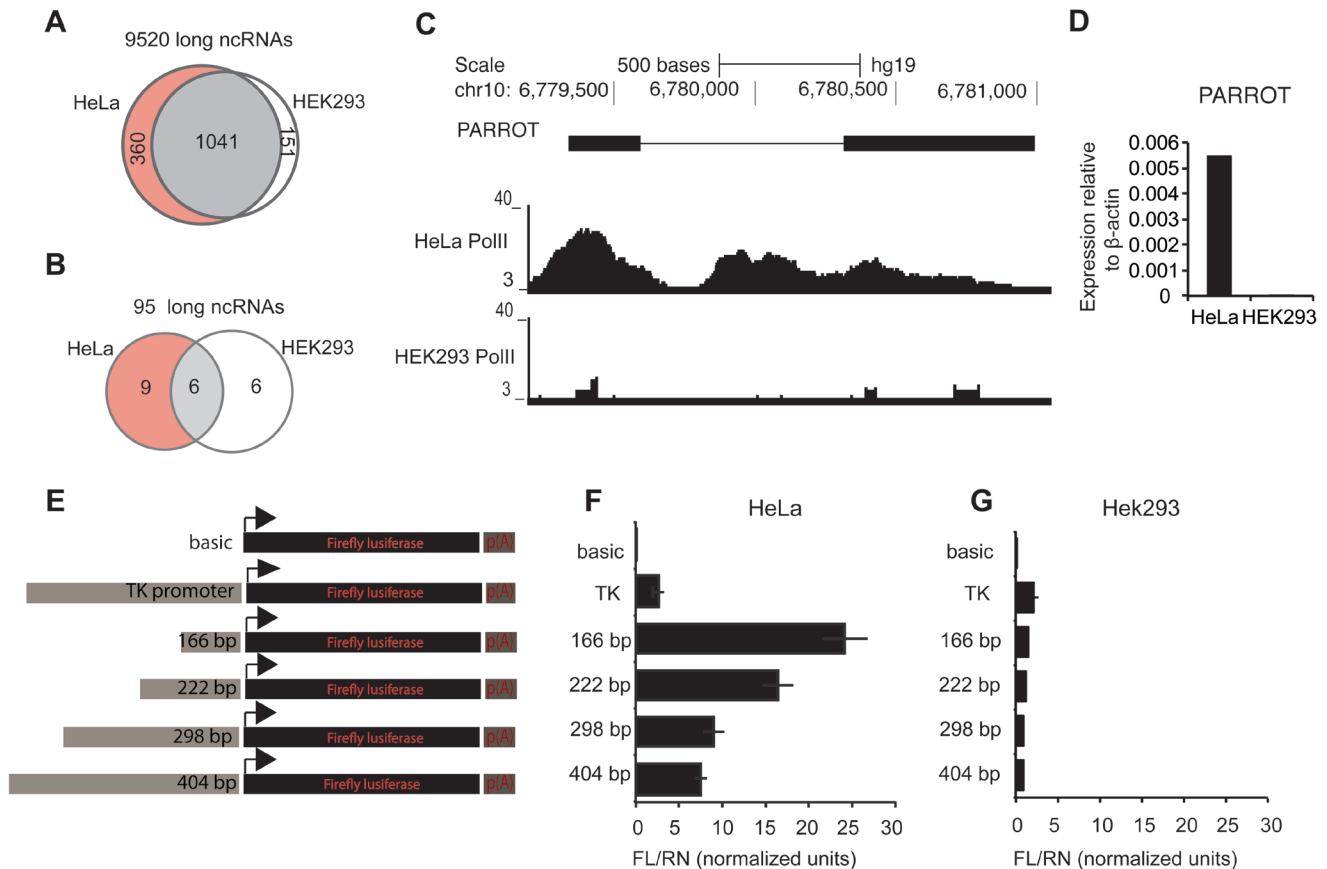 A
9520 long ncRNAs
HeLa
HEK293
360
1041
151
B
95 long ncRNAs
HeLa
HEK293
9
6
6
C
Scale
500 bases
hg19
chr10:
6,779,500
6,780,000
6,780,500
6,781,000
PARROT
40
HeLa PolII
3
40
HEK293 PolII
3
D
PARROT
Expression relative
to β-actin
0.006
0.005
0.004
0.003
0.002
0.001
0
HeLa HEK293
E
basic
Firefly lusiferase
p(A)
TK promoter
Firefly lusiferase
p(A)
166 bp
Firefly lusiferase
p(A)
222 bp
Firefly lusiferase
p(A)
298 bp
Firefly lusiferase
p(A)
404 bp
Firefly lusiferase
p(A)
F
HeLa
basic
TK
166 bp
222 bp
298 bp
404 bp
0 5 10 15 20 25 30
FL/RN (normalized units)
G
Hek293
basic
TK
166 bp
222 bp
298 bp
404 bp
0 5 10 15 20 25 30
FL/RN (normalized units)